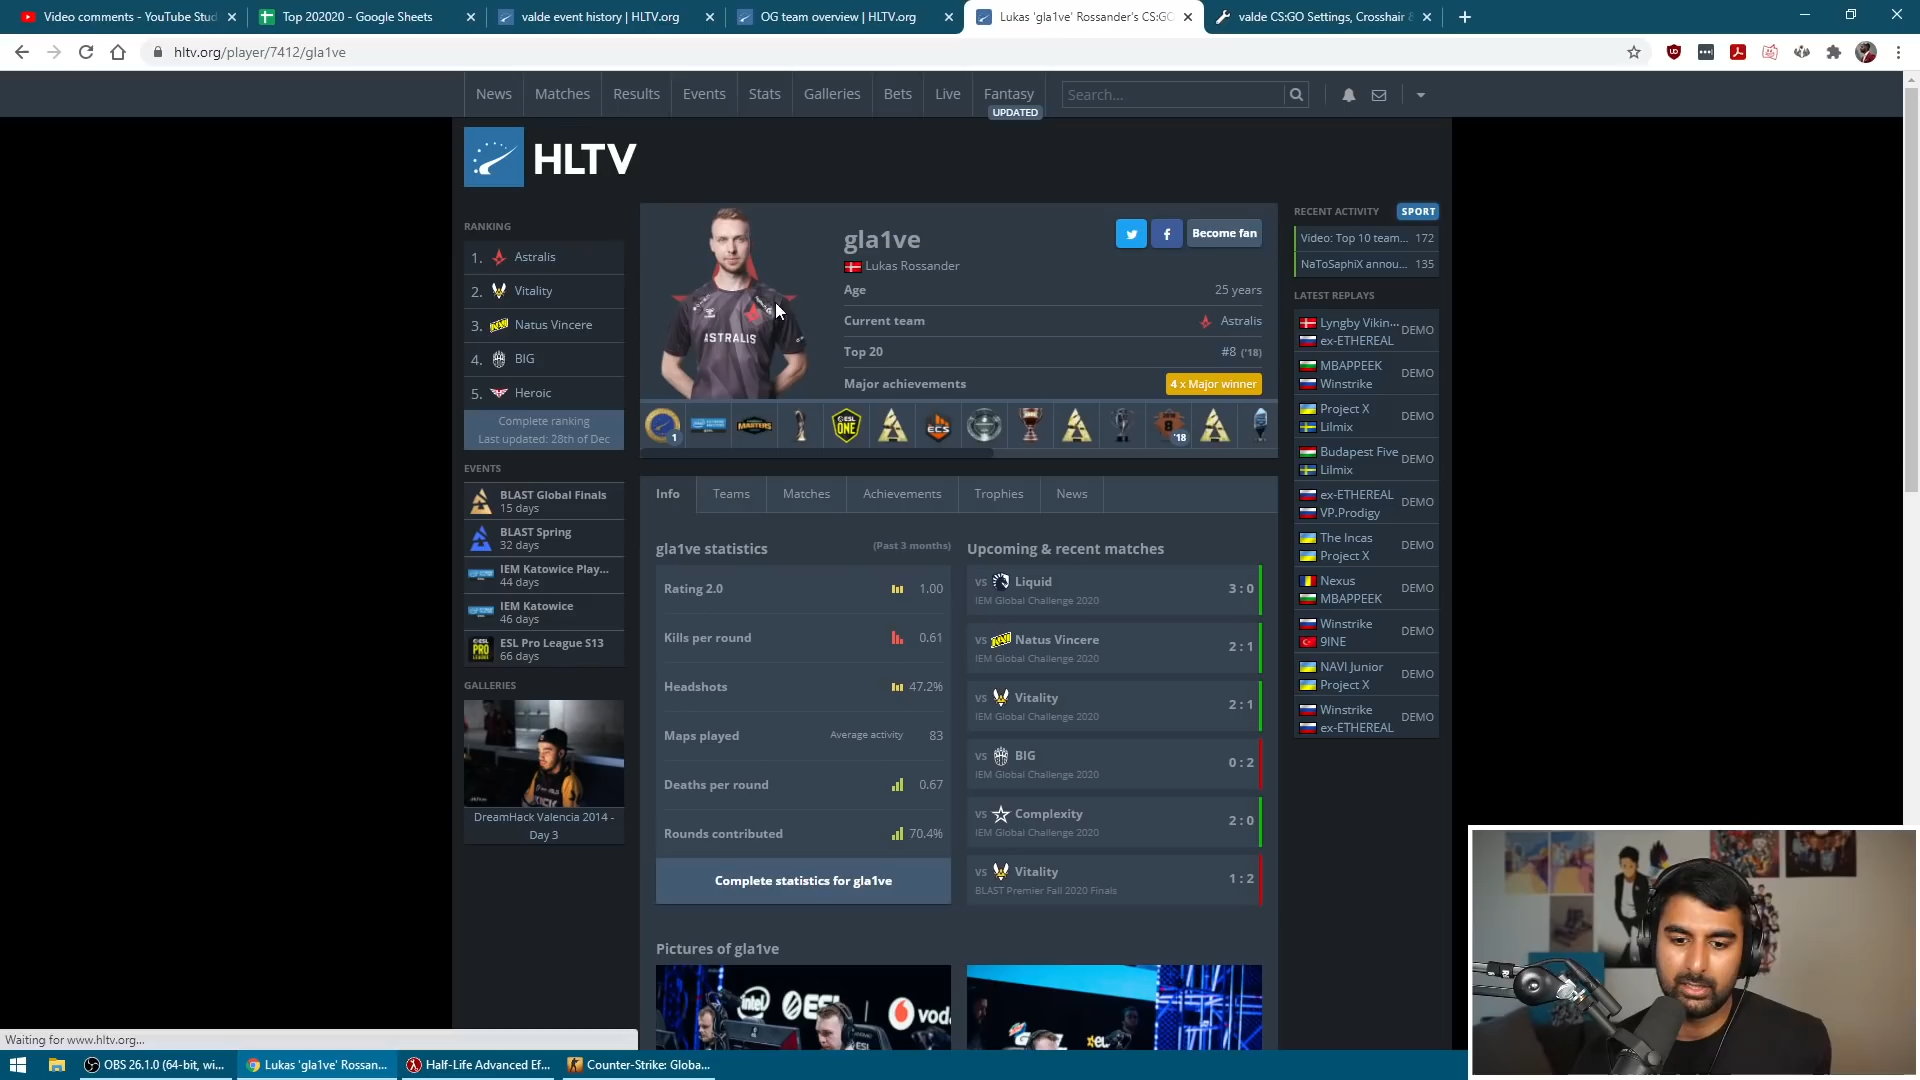 Video comments - YouTube Stud
Top 202020 - Google Sheets
valde event history | HLTV.org
OG team overview | HLTV.org
Lukas 'gla1ve' Rossander's CS:GO
valde CS:GO Settings, Crosshair &
hltv.org/player/7412/gla1ve
News
Matches
Results
Events
Stats
Galleries
Bets
Live
Fantasy
UPDATED
Search...
HLTV
RANKING
1. Astralis
2. Vitality
3. Natus Vincere
4. BIG
5. Heroic
Complete ranking
Last updated: 28th of Dec
EVENTS
BLAST Global Finals
15 days
BLAST Spring
32 days
IEM Katowice Play...
44 days
IEM Katowice
46 days
ESL Pro League S13
66 days
GALLERIES
DreamHack Valencia 2014 -
Day 3
ASTRALIS
gla1ve
Lukas Rossander
Become fan
Age 25 years
Current team Astralis
Top 20 #8 ('18)
Major achievements 4 x Major winner
1
MASTERS
ESL
ONE
ECS
8
'18
Info
Teams
Matches
Achievements
Trophies
News
gla1ve statistics (Past 3 months)
Rating 2.0 1.00
Kills per round 0.61
Headshots 47.2%
Maps played Average activity 83
Deaths per round 0.67
Rounds contributed 70.4%
Complete statistics for gla1ve
Upcoming & recent matches
vs Liquid 3 : 0
IEM Global Challenge 2020
vs Natus Vincere 2 : 1
IEM Global Challenge 2020
vs Vitality 2 : 1
IEM Global Challenge 2020
vs BIG 0 : 2
IEM Global Challenge 2020
vs Complexity 2 : 0
IEM Global Challenge 2020
vs Vitality 1 : 2
BLAST Premier Fall 2020 Finals
Pictures of gla1ve
intel
ESL
voda
RECENT ACTIVITY SPORT
Video: Top 10 team... 172
NaToSaphiX annou... 135
LATEST REPLAYS
Lyngby Vikin... DEMO
ex-ETHEREAL
MBAPPEEK DEMO
Winstrike
Project X DEMO
Lilmix
Budapest Five DEMO
Lilmix
ex-ETHEREAL DEMO
VP.Prodigy
The Incas DEMO
Project X
Nexus DEMO
MBAPPEEK
Winstrike DEMO
9INE
NAVI Junior DEMO
Project X
Winstrike DEMO
ex-ETHEREAL
Waiting for www.hltv.org...
OBS 26.1.0 (64-bit, wi...
Lukas 'gla1ve' Rossan...
Half-Life Advanced Ef...
Counter-Strike: Globa...